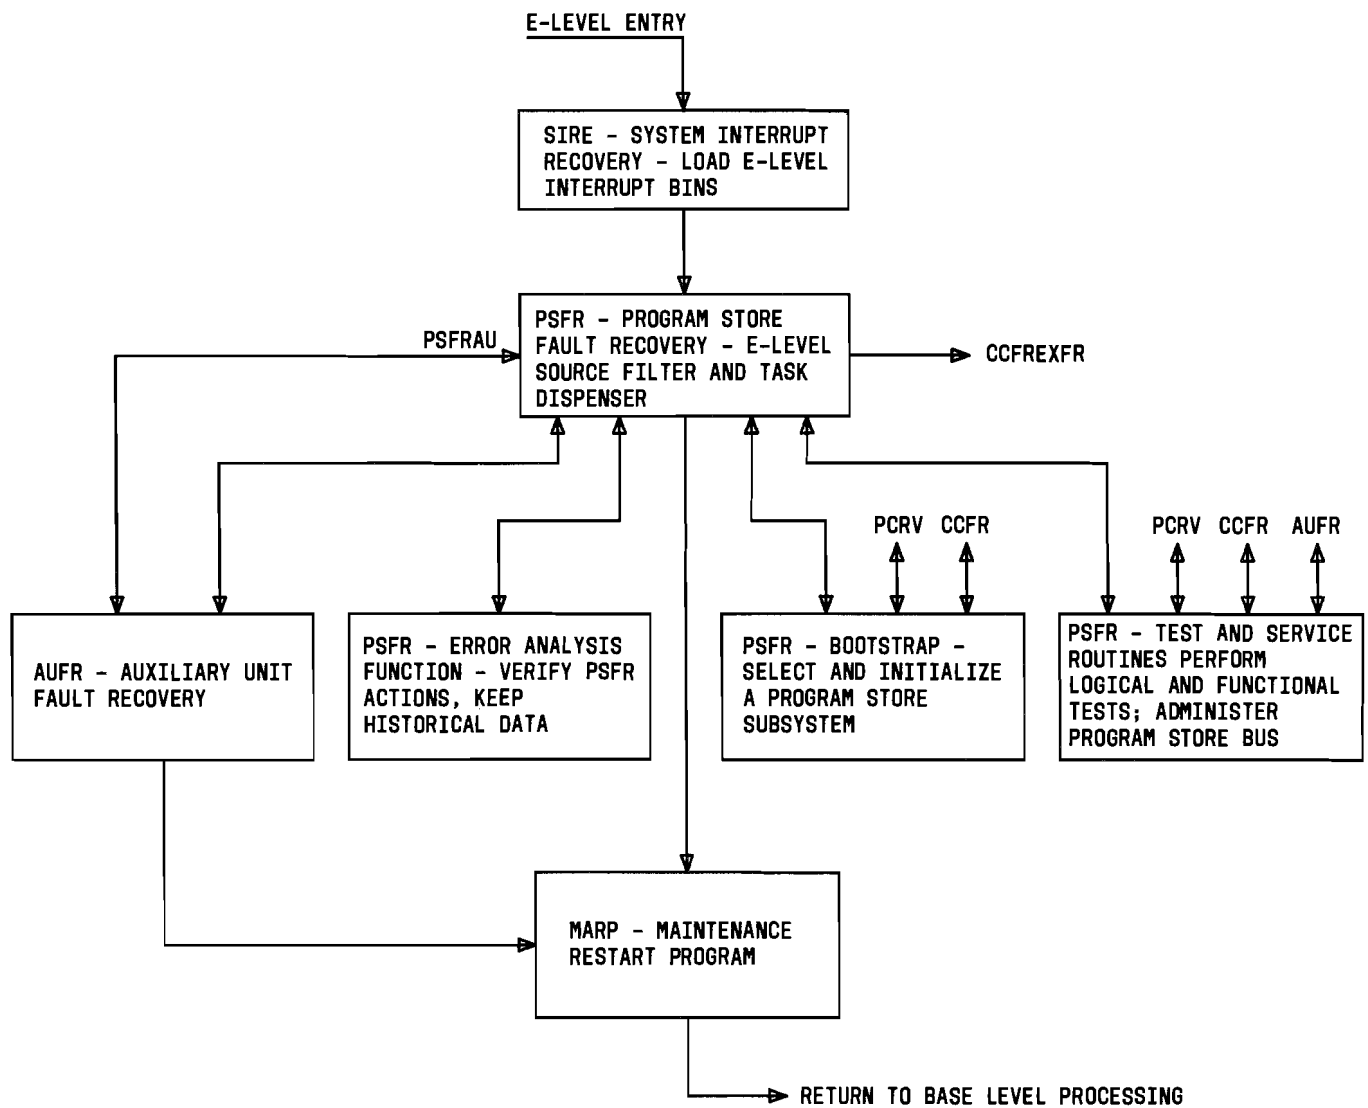 E-LEVEL ENTRY
SIRE - SYSTEM INTERRUPT
RECOVERY - LOAD E-LEVEL
INTERRUPT BINS
PSFR - PROGRAM STORE
FAULT RECOVERY - E-LEVEL
SOURCE FILTER AND TASK
DISPENSER
PSFRAU
CCFREXFR
PCRV CCFR
PCRV CCFR AUFR
AUFR - AUXILIARY UNIT
FAULT RECOVERY
PSFR - ERROR ANALYSIS
FUNCTION - VERIFY PSFR
ACTIONS, KEEP
HISTORICAL DATA
PSFR - BOOTSTRAP -
SELECT AND INITIALIZE
A PROGRAM STORE
SUBSYSTEM
PSFR - TEST AND SERVICE
ROUTINES PERFORM
LOGICAL AND FUNCTIONAL
TESTS; ADMINISTER
PROGRAM STORE BUS
MARP - MAINTENANCE
RESTART PROGRAM
RETURN TO BASE LEVEL PROCESSING